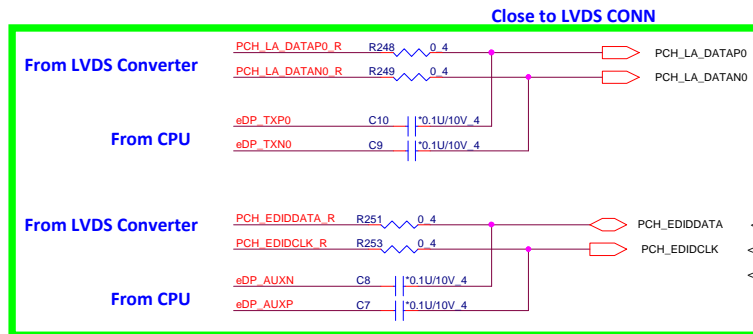 Close to LVDS CONN
From LVDS Converter
PCH_LA_DATAP0_R R248 0_4 PCH_LA_DATAP0
PCH_LA_DATAN0_R R249 0_4 PCH_LA_DATAN0
From CPU
eDP_TXP0 C10 *0.1U/10V_4
eDP_TXN0 C9 *0.1U/10V_4
From LVDS Converter
PCH_EDIDDATA_R R251 0_4 PCH_EDIDDATA <
PCH_EDIDCLK_R R253 0_4 PCH_EDIDCLK <
<
From CPU
eDP_AUXN C8 *0.1U/10V_4
eDP_AUXP C7 *0.1U/10V_4